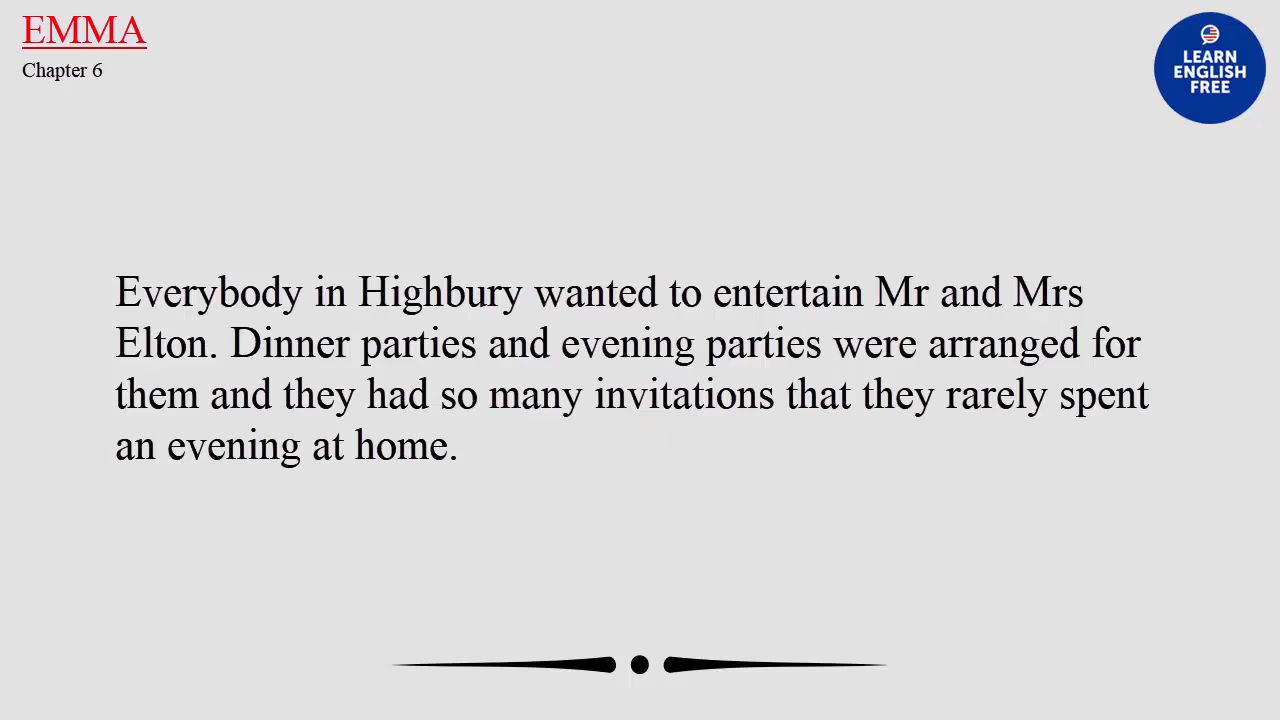 EMMA
Chapter 6
LEARN
ENGLISH
FREE
Everybody in Highbury wanted to entertain Mr and Mrs
Elton. Dinner parties and evening parties were arranged for
them and they had so many invitations that they rarely spent
an evening at home.